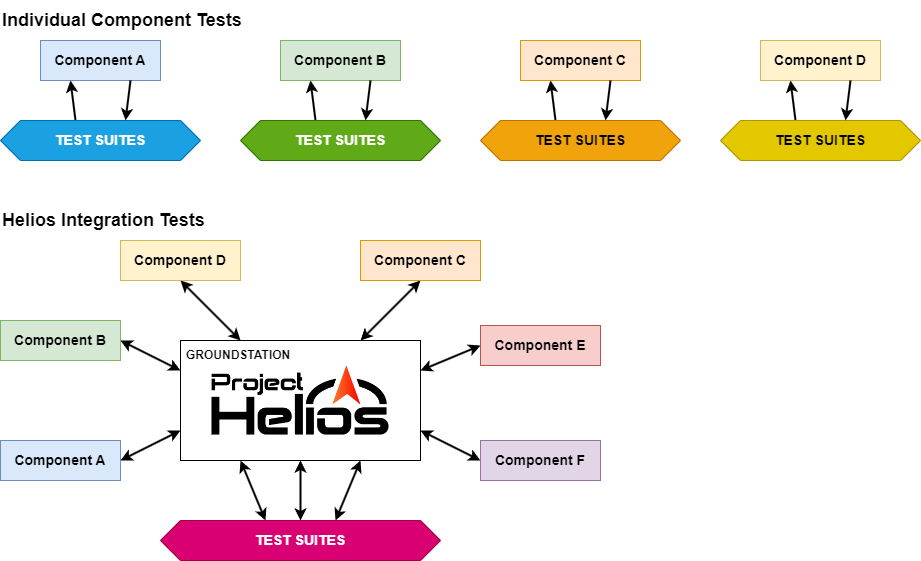 Individual Component Tests
Component A
Component B
Component C
Component D
TEST SUITES
TEST SUITES
TEST SUITES
TEST SUITES
Helios Integration Tests
Component D
Component C
Component B
Component E
GROUNDSTATION
Project
Helios
Component A
Component F
TEST SUITES